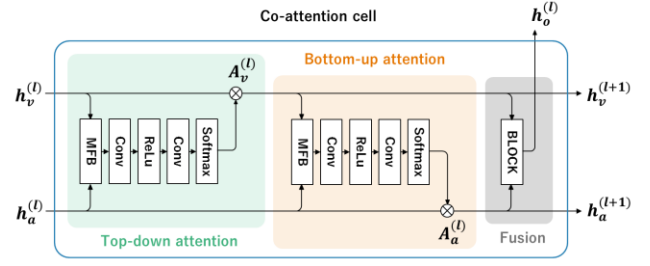 Co-attention cell
h_o^(l)
Bottom-up attention
A_v^(l)
h_v^(l)
h_v^(l+1)
MFB
Conv
ReLu
Conv
Softmax
MFB
Conv
ReLu
Conv
Softmax
BLOCK
h_a^(l)
h_a^(l+1)
A_a^(l)
Top-down attention
Fusion